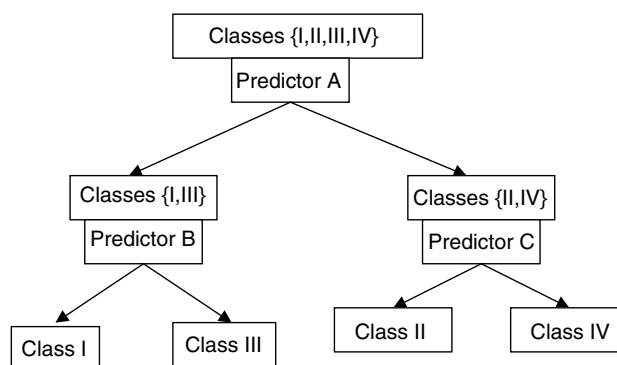 Classes {I,II,III,IV}
Predictor A
Classes {I,III}
Classes {II,IV}
Predictor B
Predictor C
Class I
Class III
Class II
Class IV